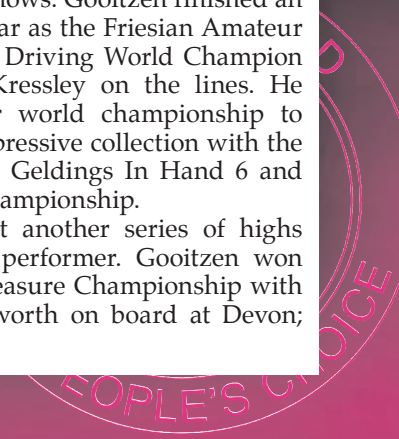 hows. Gooitzen finished an
ar as the Friesian Amateur
Driving World Champion
Kressley on the lines. He
world championship to
pressive collection with the
Geldings In Hand 6 and
ampionship.
t another series of highs
performer. Gooitzen won
easure Championship with
worth on board at Devon;
OPLE'S CHOICE